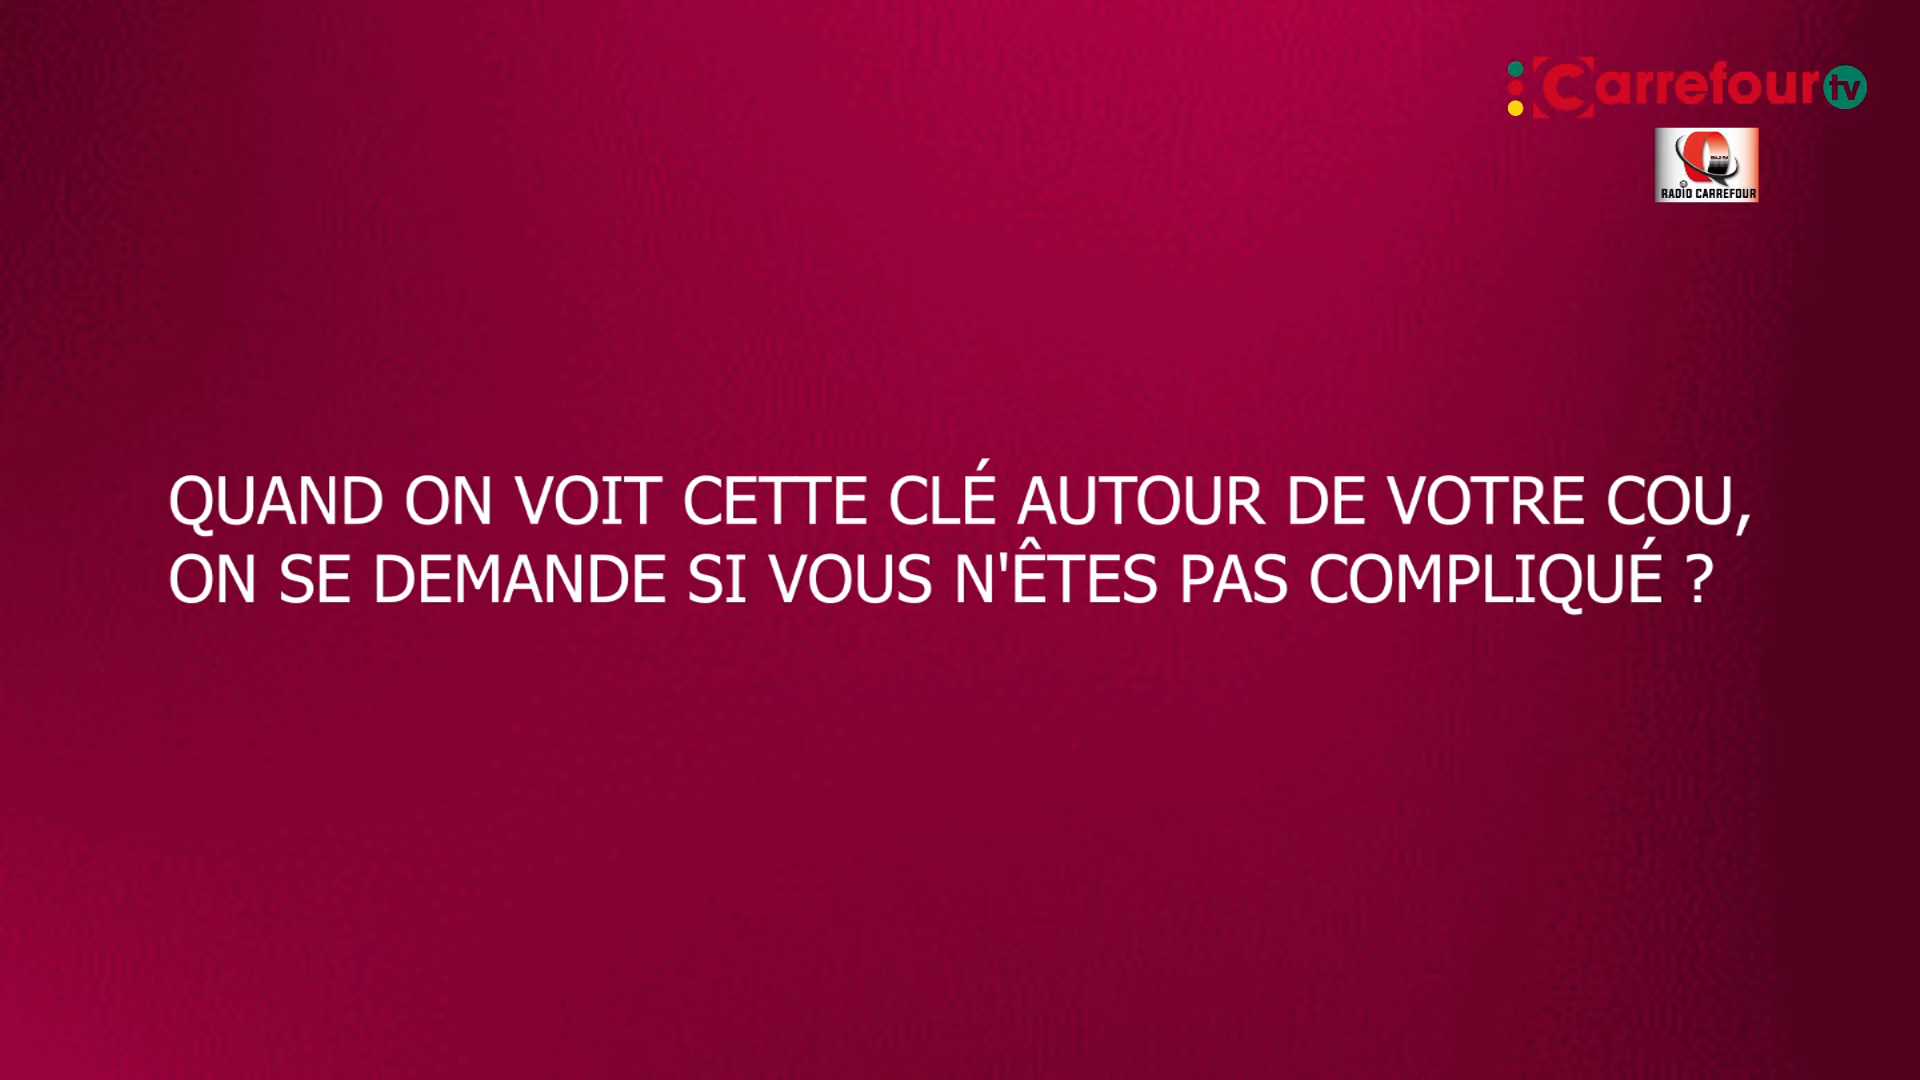 Carrefour tv
RADIO CARREFOUR
QUAND ON VOIT CETTE CLÉ AUTOUR DE VOTRE COU,
ON SE DEMANDE SI VOUS N'ÊTES PAS COMPLIQUÉ ?